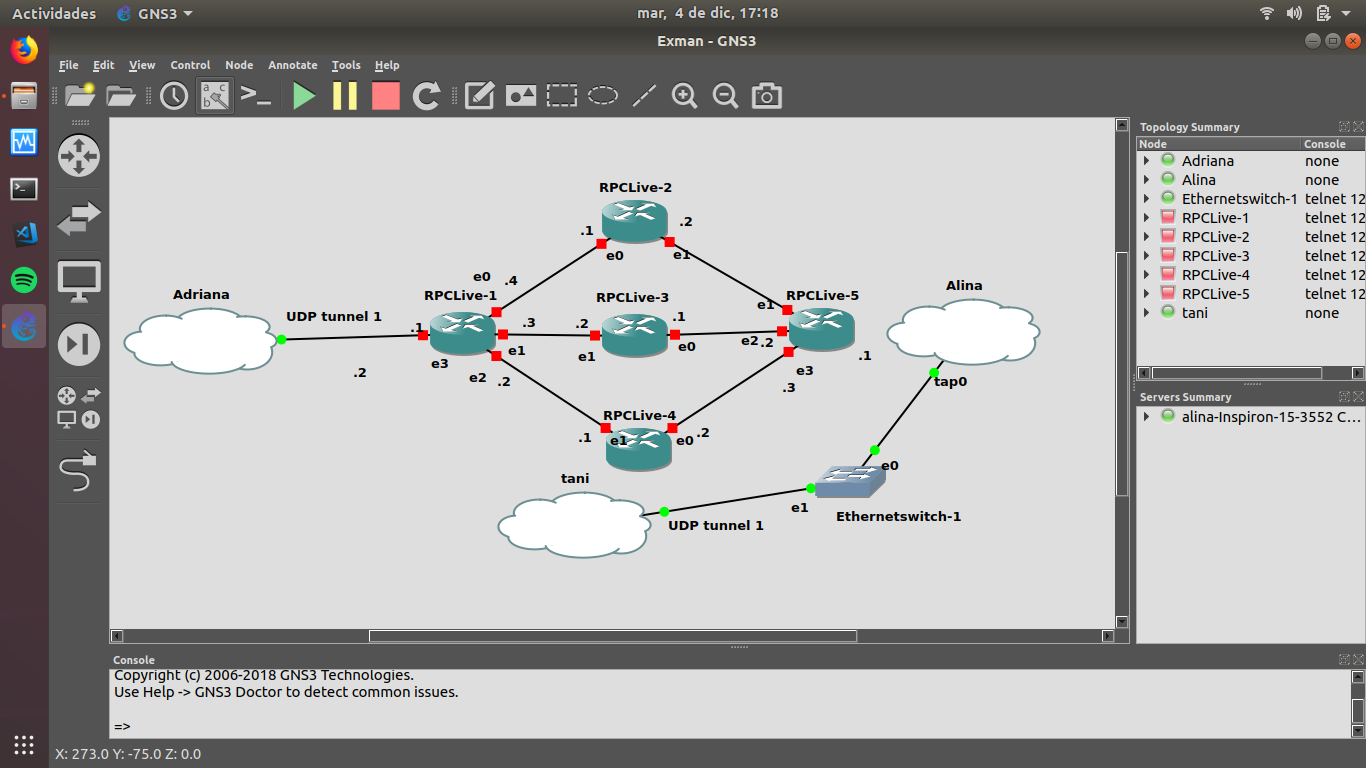 Actividades GNS3 mar, 4 de dic, 17:18
Exman - GNS3
File Edit View Control Node Annotate Tools Help
Topology Summary
Node Console
Adriana none
Alina none
Ethernetswitch-1 telnet 12
RPCLive-1 telnet 12
RPCLive-2 telnet 12
RPCLive-3 telnet 12
RPCLive-4 telnet 12
RPCLive-5 telnet 12
tani none
Servers Summary
alina-Inspiron-15-3552 C...
RPCLive-2
.1 .2
e0 e1
e0 .4
Adriana RPCLive-1 RPCLive-3 RPCLive-5 Alina
UDP tunnel 1 .1 .3 .2 .1 e1
e3 e1 e1 e0 e2 .2 .1
.2 e2 .2 e3 tap0
.3
RPCLive-4
.1 e1 e0 .2
tani e0
e1 Ethernetswitch-1
UDP tunnel 1
Console
Copyright (c) 2006-2018 GNS3 Technologies.
Use Help -> GNS3 Doctor to detect common issues.
=>
X: 273.0 Y: -75.0 Z: 0.0